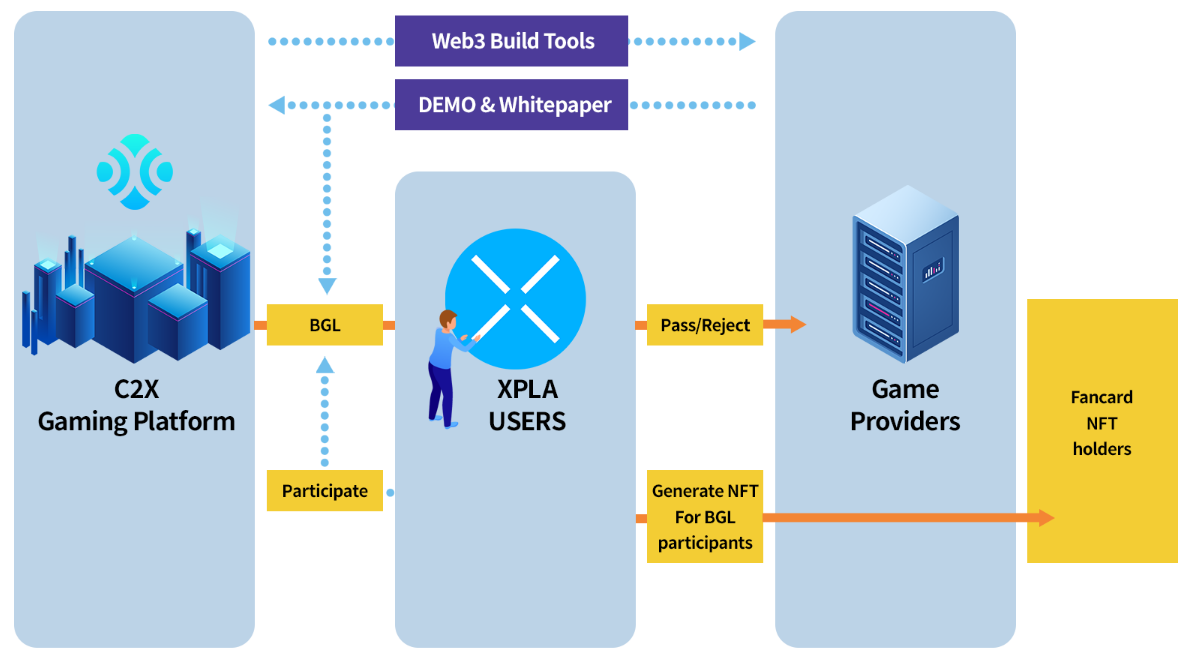 Web3 Build Tools
DEMO & Whitepaper
BGL
Pass/Reject
C2X
Gaming Platform
XPLA
USERS
Game
Providers
Fancard
NFT
holders
Participate
Generate NFT
For BGL
participants